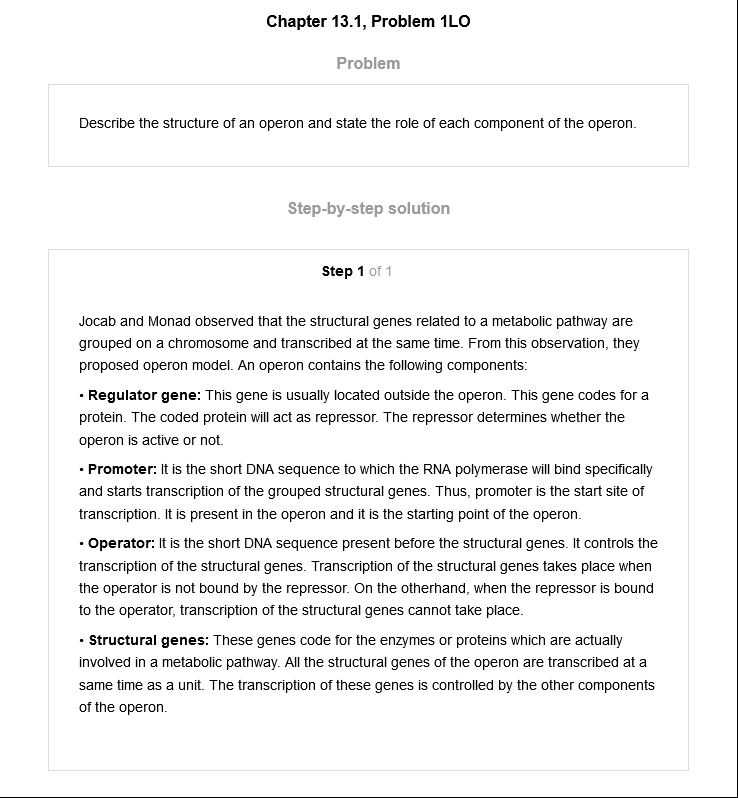 Chapter 13.1, Problem 1LO
Problem
Describe the structure of an operon and state the role of each component of the operon.
Step-by-step solution
Step 1 of 1
Jocab and Monad observed that the structural genes related to a metabolic pathway are
grouped on a chromosome and transcribed at the same time. From this observation, they
proposed operon model. An operon contains the following components:
• Regulator gene: This gene is usually located outside the operon. This gene codes for a
protein. The coded protein will act as repressor. The repressor determines whether the
operon is active or not.
• Promoter: It is the short DNA sequence to which the RNA polymerase will bind specifically
and starts transcription of the grouped structural genes. Thus, promoter is the start site of
transcription. It is present in the operon and it is the starting point of the operon.
• Operator: It is the short DNA sequence present before the structural genes. It controls the
transcription of the structural genes. Transcription of the structural genes takes place when
the operator is not bound by the repressor. On the otherhand, when the repressor is bound
to the operator, transcription of the structural genes cannot take place.
• Structural genes: These genes code for the enzymes or proteins which are actually
involved in a metabolic pathway. All the structural genes of the operon are transcribed at a
same time as a unit. The transcription of these genes is controlled by the other components
of the operon.